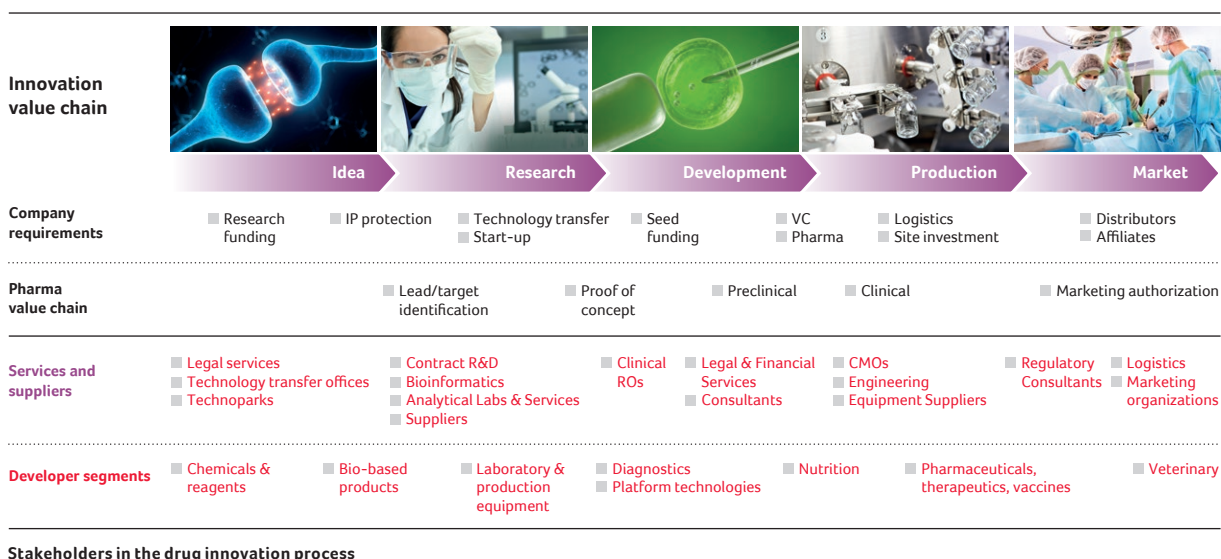 Innovation
value chain
Idea
Research
Development
Production
Market
Company
requirements
Research
funding
IP protection
Technology transfer
Start-up
Seed
funding
VC
Pharma
Logistics
Site investment
Distributors
Affiliates
Pharma
value chain
Lead/target
identification
Proof of
concept
Preclinical
Clinical
Marketing authorization
Services and
suppliers
Legal services
Technology transfer offices
Technoparks
Contract R&D
Bioinformatics
Analytical Labs & Services
Suppliers
Clinical
ROs
Legal & Financial
Services
Consultants
CMOs
Engineering
Equipment Suppliers
Regulatory
Consultants
Logistics
Marketing
organizations
Developer segments
Chemicals &
reagents
Bio-based
products
Laboratory &
production
equipment
Diagnostics
Platform technologies
Nutrition
Pharmaceuticals,
therapeutics, vaccines
Veterinary
Stakeholders in the drug innovation process